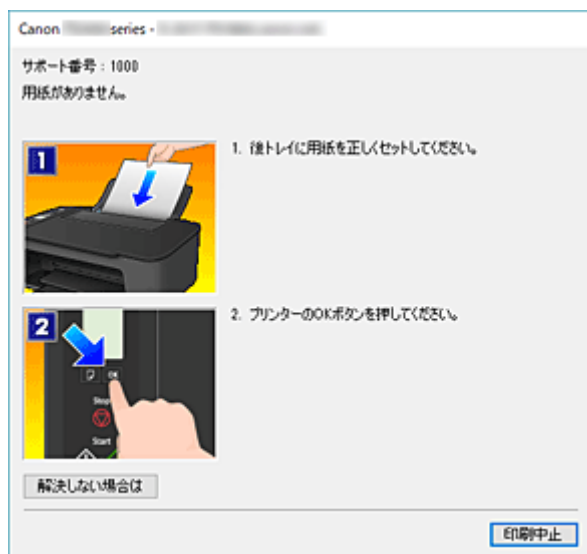 Canon series -
サポート番号：1000
用紙がありません。
1
1. 後トレイに用紙を正しくセットしてください。
2
2. プリンターのOKボタンを押してください。
OK
Stop
Start
解決しない場合は
印刷中止